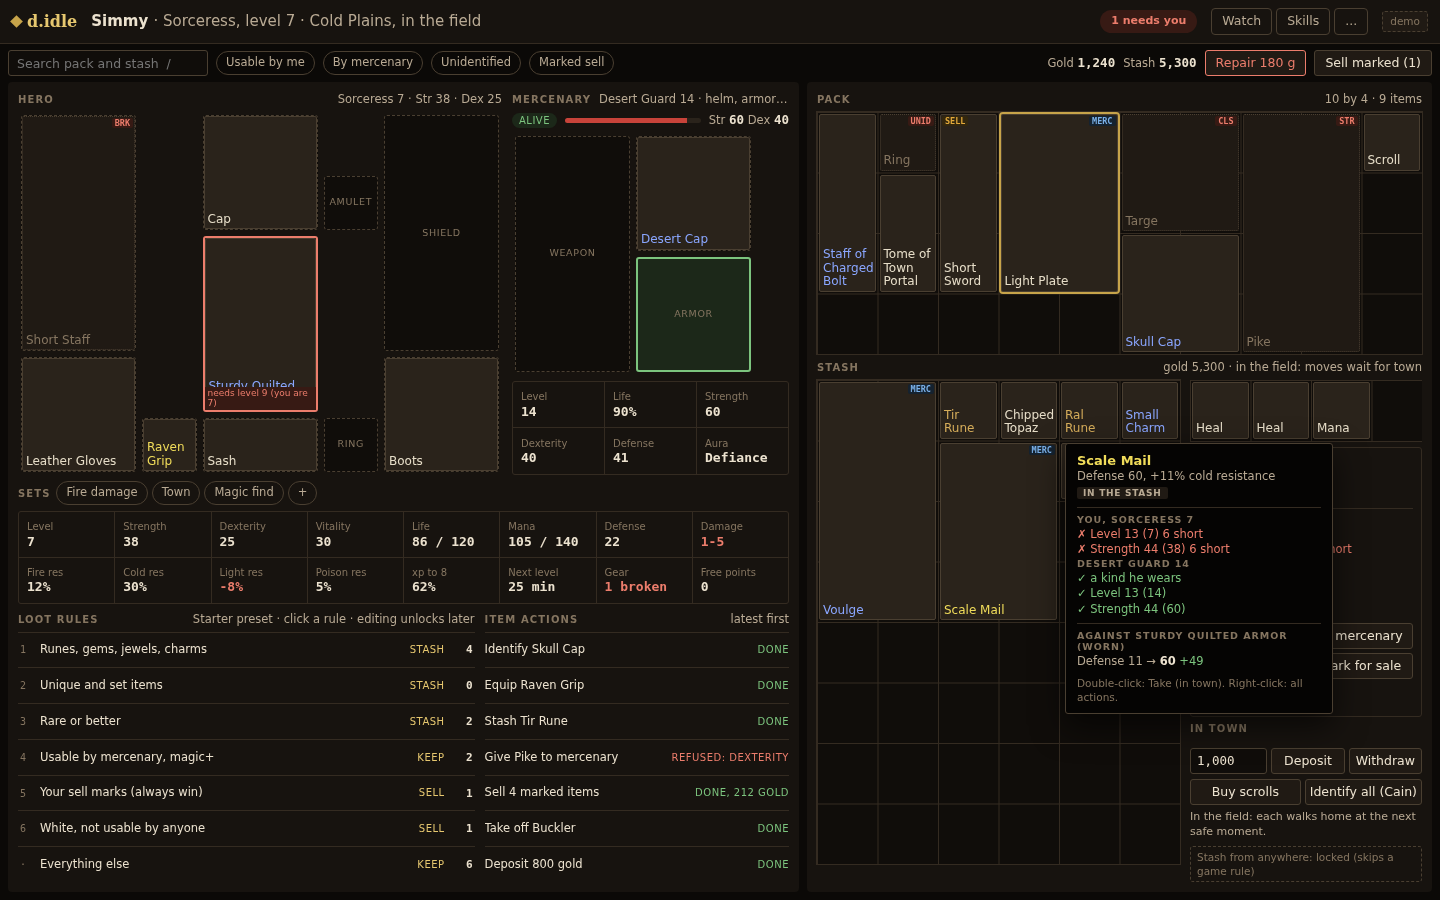 d.idle Simmy · Sorceress, level 7 · Cold Plains, in the field 1 needs you Watch Skills ... demo
Search pack and stash / Usable by me By mercenary Unidentified Marked sell Gold 1,240 Stash 5,300 Repair 180 g Sell marked (1)
HERO Sorceress 7 · Str 38 · Dex 25
BRK
Short Staff
Cap
AMULET
SHIELD
Sturdy Quilted
needs level 9 (you are
7)
Leather Gloves
Raven
Grip
Sash
RING
Boots
MERCENARY Desert Guard 14 · helm, armor...
ALIVE Str 60 Dex 40
WEAPON
Desert Cap
ARMOR
Level Life Strength
14 90% 60
Dexterity Defense Aura
40 41 Defiance
SETS Fire damage Town Magic find +
Level Strength Dexterity Vitality Life Mana Defense Damage
7 38 25 30 86 / 120 105 / 140 22 1-5
Fire res Cold res Light res Poison res xp to 8 Next level Gear Free points
12% 30% -8% 5% 62% 25 min 1 broken 0
LOOT RULES Starter preset · click a rule · editing unlocks later
1 Runes, gems, jewels, charms STASH 4
2 Unique and set items STASH 0
3 Rare or better STASH 2
4 Usable by mercenary, magic+ KEEP 2
5 Your sell marks (always win) SELL 1
6 White, not usable by anyone SELL 1
· Everything else KEEP 6
ITEM ACTIONS latest first
Identify Skull Cap DONE
Equip Raven Grip DONE
Stash Tir Rune DONE
Give Pike to mercenary REFUSED: DEXTERITY
Sell 4 marked items DONE, 212 GOLD
Take off Buckler DONE
Deposit 800 gold DONE
PACK 10 by 4 · 9 items
Staff of
Charged
Bolt
UNID
Ring
Tome of
Town
Portal
SELL
Short
Sword
MERC
Light Plate
CLS
Targe
Skull Cap
STR
Pike
Scroll
STASH gold 5,300 · in the field: moves wait for town
MERC
Voulge
Tir
Rune
Chipped
Topaz
Ral
Rune
Small
Charm
Heal
Heal
Mana
MERC
Scale Mail
Scale Mail
Defense 60, +11% cold resistance
IN THE STASH
YOU, SORCERESS 7
✗ Level 13 (7) 6 short
✗ Strength 44 (38) 6 short
DESERT GUARD 14
✓ a kind he wears
✓ Level 13 (14)
✓ Strength 44 (60)
AGAINST STURDY QUILTED ARMOR
(WORN)
Defense 11 → 60 +49
Double-click: Take (in town). Right-click: all
actions.
hort
mercenary
ark for sale
IN TOWN
1,000 Deposit Withdraw
Buy scrolls Identify all (Cain)
In the field: each walks home at the next
safe moment.
Stash from anywhere: locked (skips a
game rule)